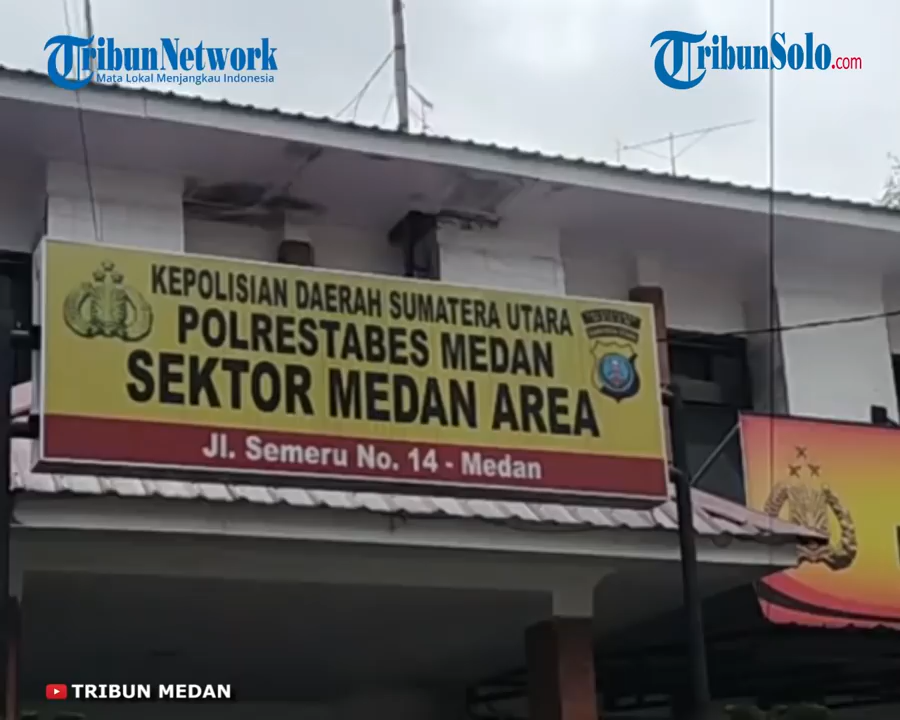 TribunNetwork
Mata Lokal Menjangkau Indonesia
TribunSolo.com
KEPOLISIAN DAERAH SUMATERA UTARA
POLRESTABES MEDAN
SEKTOR MEDAN AREA
Jl. Semeru No. 14 - Medan
TRIBUN MEDAN